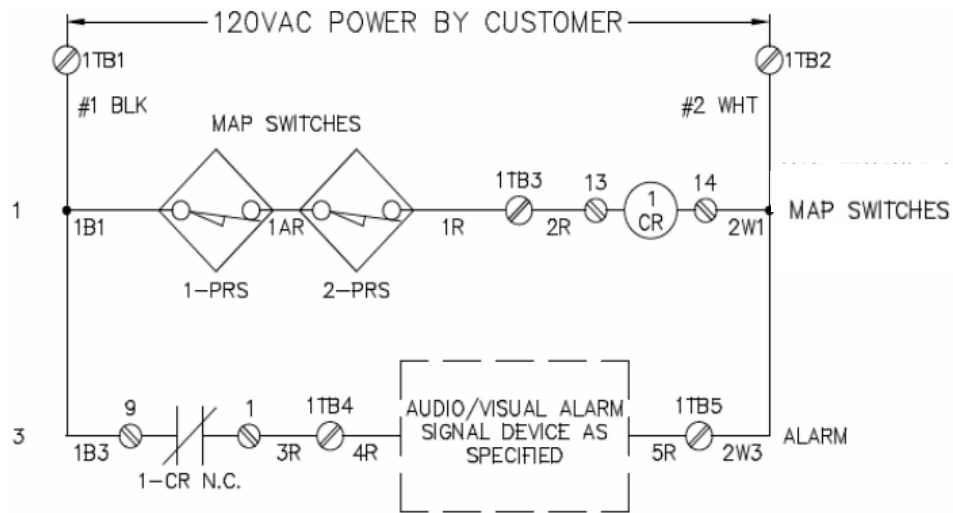 120VAC POWER BY CUSTOMER
1TB1
1TB2
#1 BLK
#2 WHT
MAP SWITCHES
1TB3
13
14
1
1
CR
MAP SWITCHES
1B1
1AR
1R
2R
2W1
1-PRS
2-PRS
9
1
1TB4
AUDIO/VISUAL ALARM
SIGNAL DEVICE AS
SPECIFIED
1TB5
3
ALARM
1B3
3R
4R
5R
2W3
1-CR N.C.